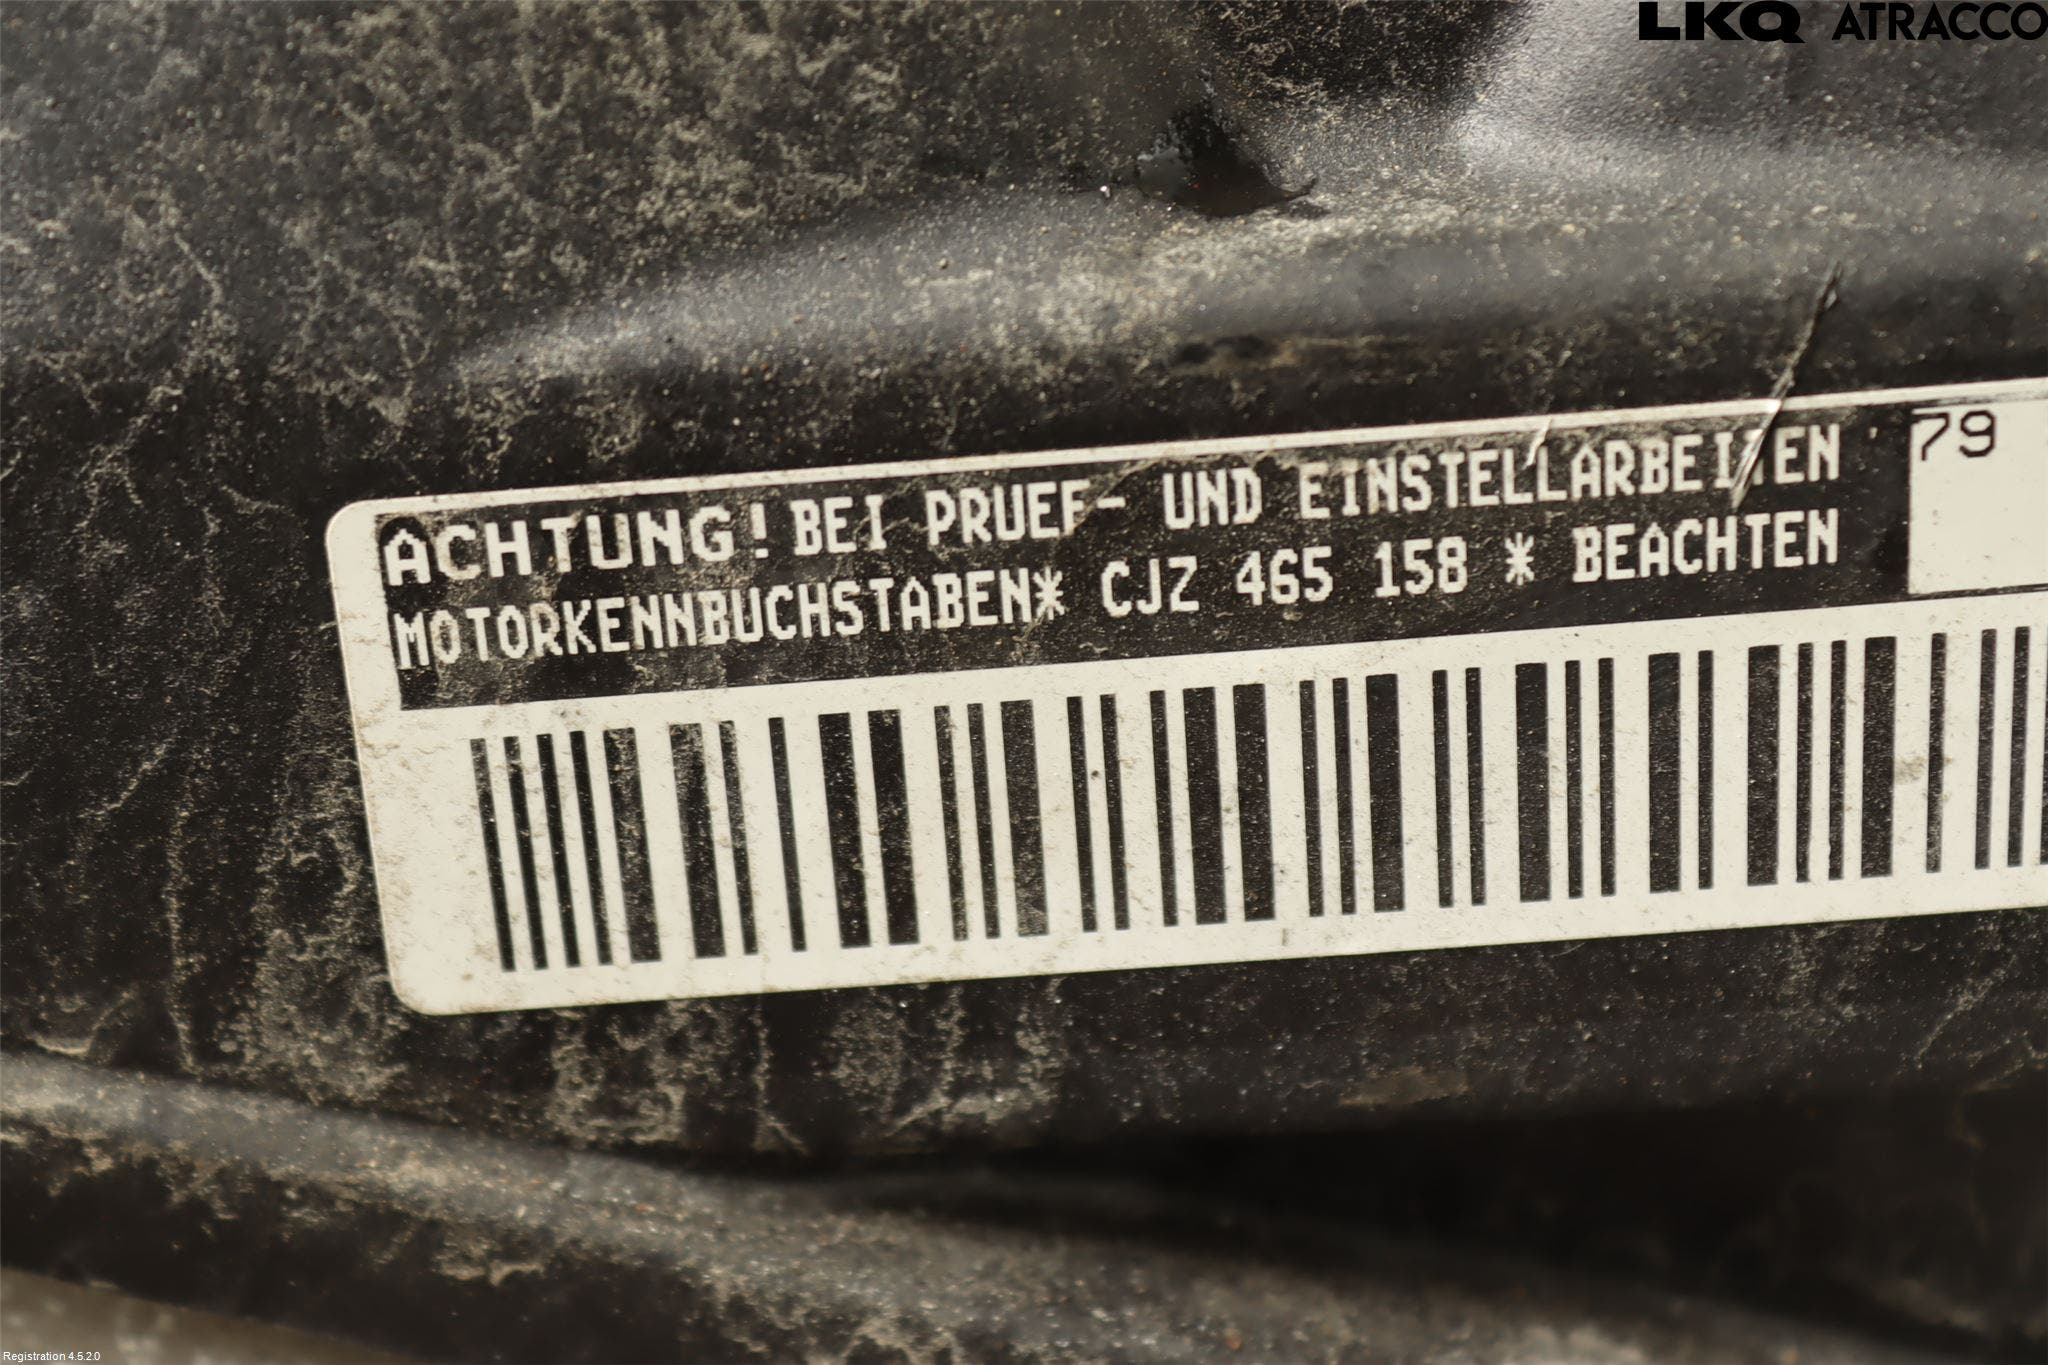 LKQ ATRACCO
ACHTUNG! BEI PRUEF- UND EINSTELLARBEITEN
79
MOTORKENNBUCHSTABEN* CJZ 465 158 * BEACHTEN
Registration 4.5.2.0